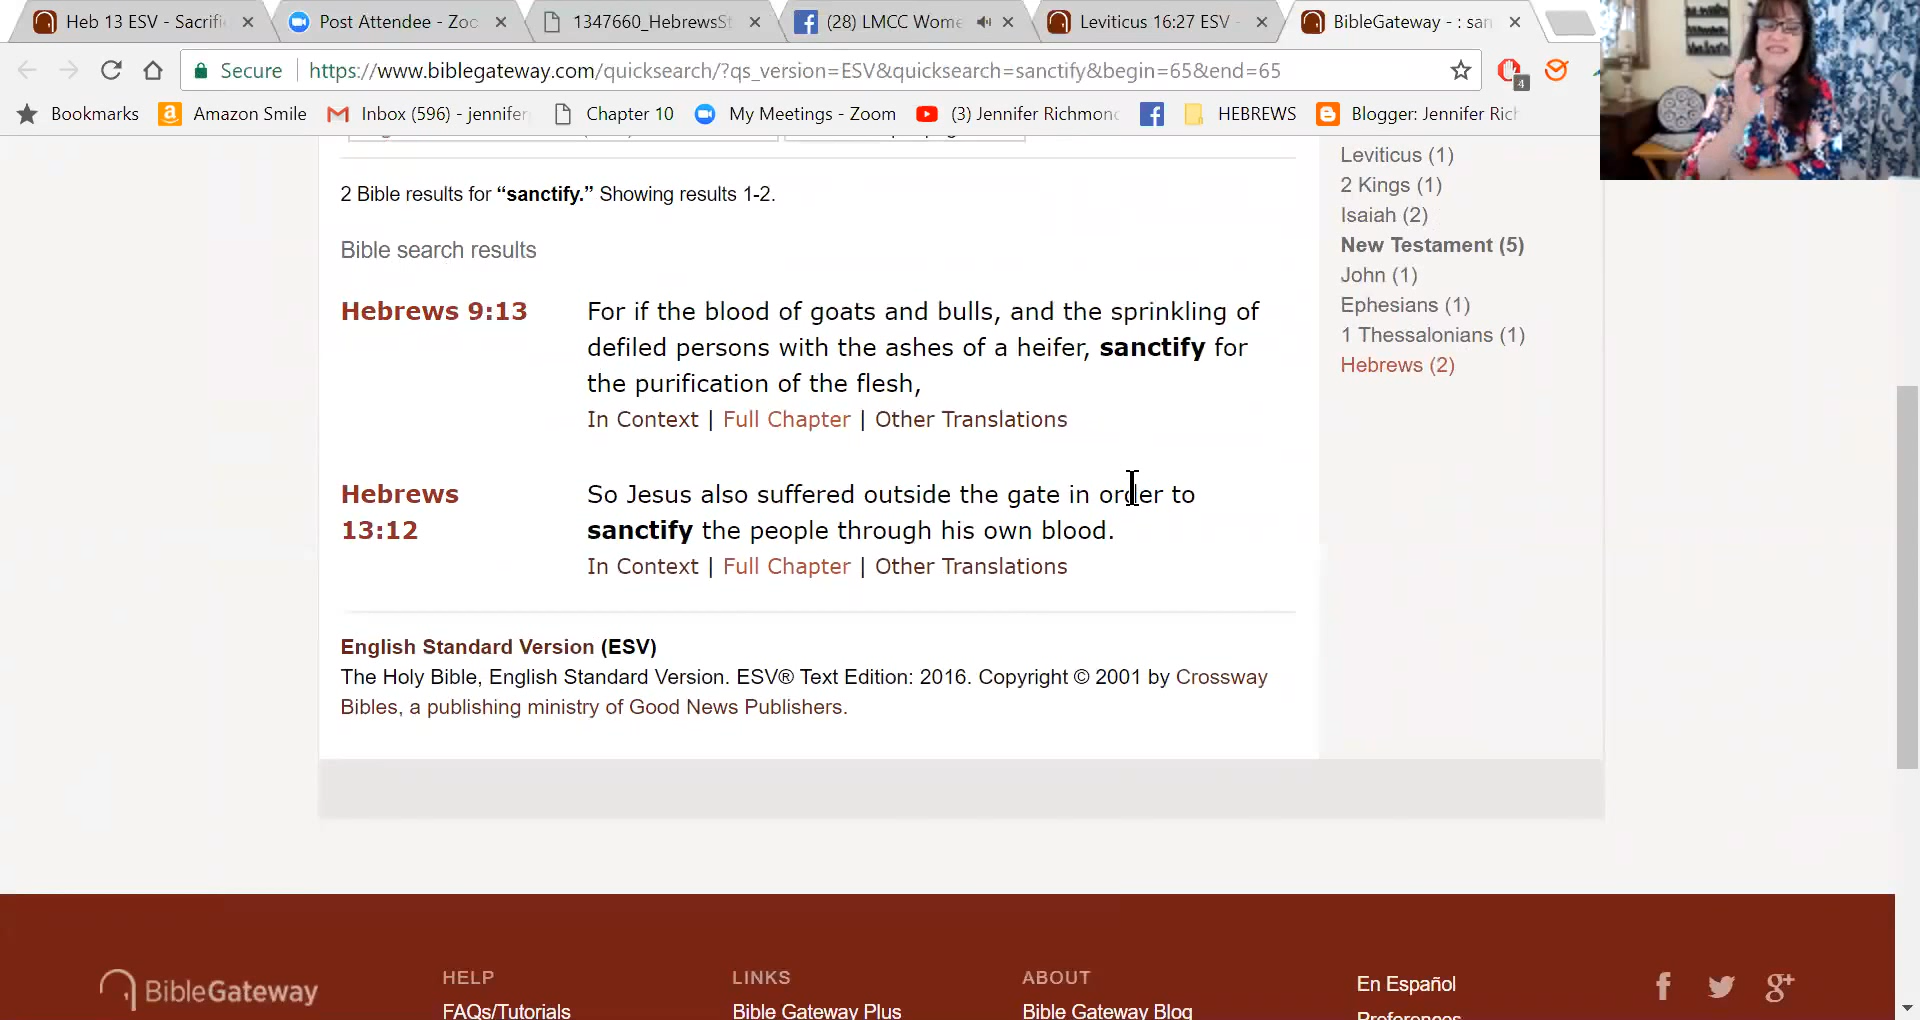 Heb 13 ESV - Sacrifi
Post Attendee - Zoo
1347660_HebrewsSt
(28) LMCC Wome
Leviticus 16:27 ESV -
BibleGateway - : san
Secure
https://www.biblegateway.com/quicksearch/?qs_version=ESV&quicksearch=sanctify&begin=65&end=65
4
Bookmarks
Amazon Smile
Inbox (596) - jennifer
Chapter 10
My Meetings - Zoom
(3) Jennifer Richmon
HEBREWS
Blogger: Jennifer Rich
2 Bible results for “sanctify.” Showing results 1-2.
Bible search results
Hebrews 9:13
For if the blood of goats and bulls, and the sprinkling of
defiled persons with the ashes of a heifer, sanctify for
the purification of the flesh,
In Context | Full Chapter | Other Translations
Hebrews
13:12
So Jesus also suffered outside the gate in order to
sanctify the people through his own blood.
In Context | Full Chapter | Other Translations
English Standard Version (ESV)
The Holy Bible, English Standard Version. ESV® Text Edition: 2016. Copyright © 2001 by Crossway
Bibles, a publishing ministry of Good News Publishers.
Leviticus (1)
2 Kings (1)
Isaiah (2)
New Testament (5)
John (1)
Ephesians (1)
1 Thessalonians (1)
Hebrews (2)
BibleGateway
HELP
FAQs/Tutorials
LINKS
Bible Gateway Plus
ABOUT
Bible Gateway Blog
En Español
Preferences